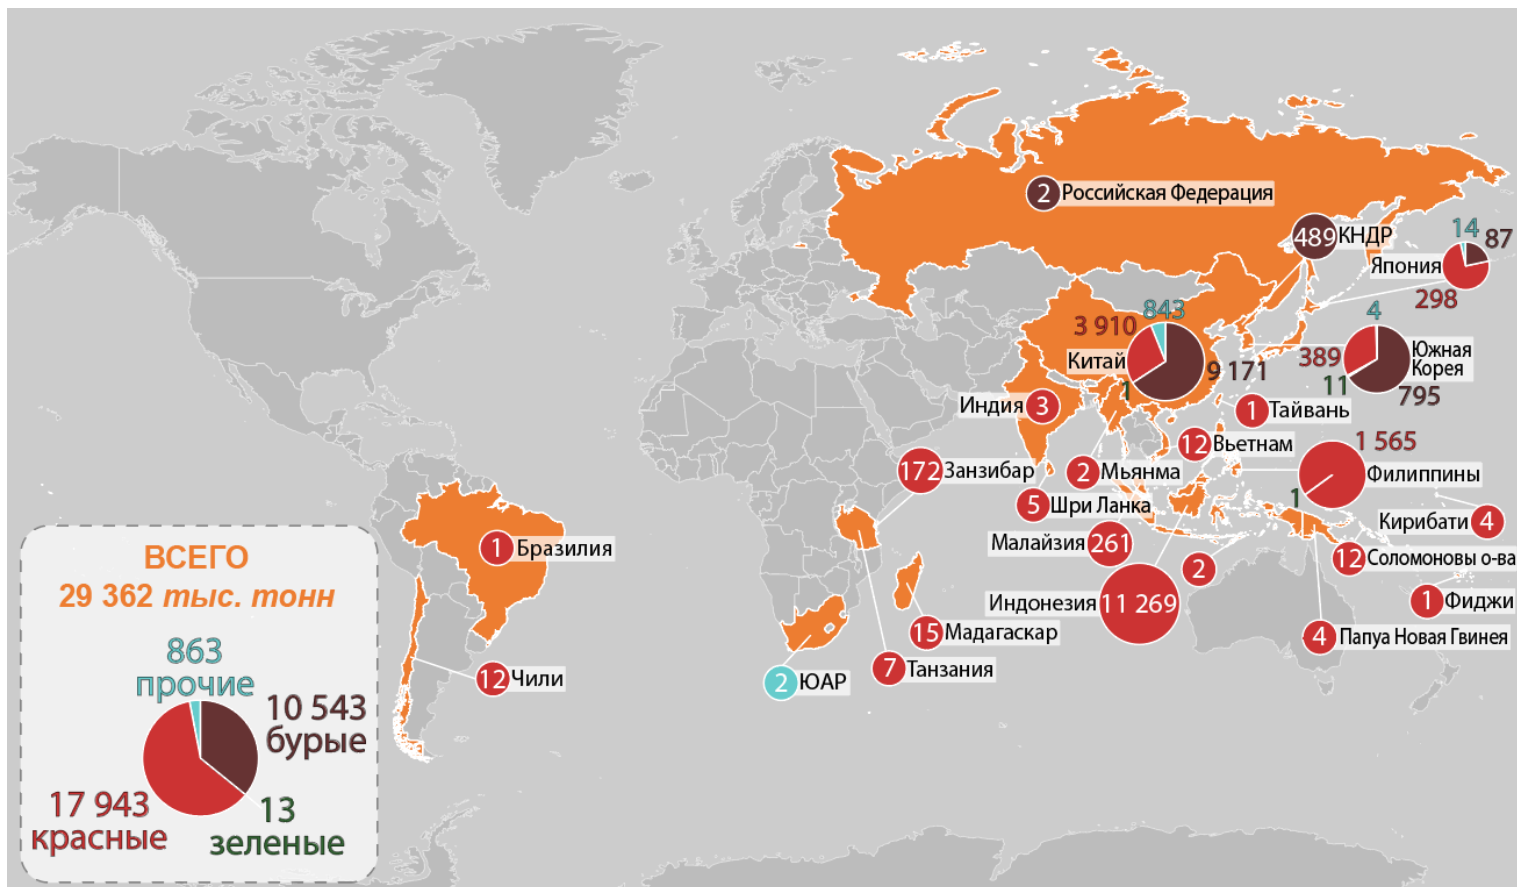 2 Российская Федерация
489 КНДР
14
87
Япония
298
843
3 910
Китай
9 171
1
4
389
Южная
Корея
11
795
Индия 3
1 Тайвань
12 Вьетнам
1 565
Филиппины
1
172 Занзибар
2 Мьянма
5 Шри Ланка
Кирибати 4
Малайзия 261
12 Соломоновы о-ва
2
Индонезия 11 269
1 Фиджи
4 Папуа Новая Гвинея
1 Бразилия
15 Мадагаскар
7 Танзания
12 Чили
2 ЮАР
ВСЕГО
29 362 тыс. тонн
863
прочие
10 543
бурые
17 943
красные
13
зеленые